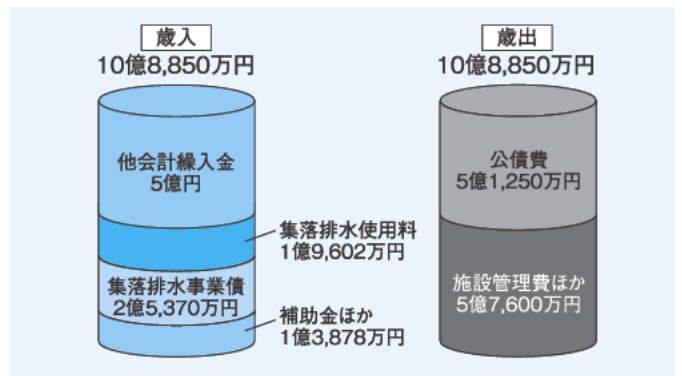 歳入
10億8,850万円
他会計繰入金
5億円
集落排水使用料
1億9,602万円
集落排水事業債
2億5,370万円
補助金ほか
1億3,878万円
歳出
10億8,850万円
公債費
5億1,250万円
施設管理費ほか
5億7,600万円